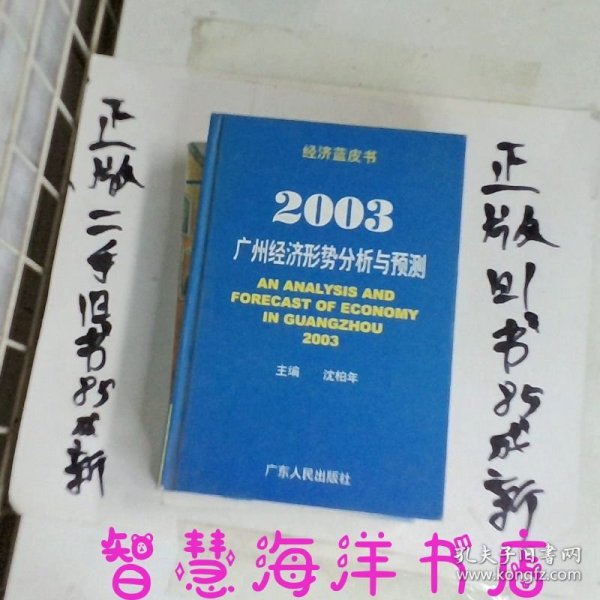 经济蓝皮书
2003
广州经济形势分析与预测
AN ANALYSIS AND
FORECAST OF ECONOMY
IN GUANGZHOU
2003
主编 沈柏年
广东人民出版社
正版二手旧书85成新
正版旧书85成新
智慧海洋书店
孔夫子旧书网
www.kongfz.com